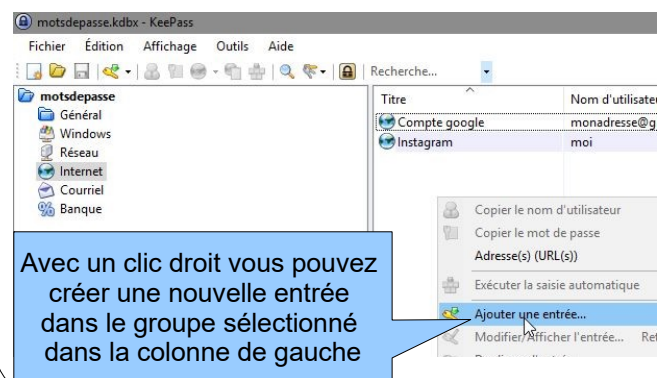 motsdepasse.kdbx - KeePass
Fichier Édition Affichage Outils Aide
Recherche...
motsdepasse
Général
Windows
Réseau
Internet
Courriel
Banque
Titre Nom d'utilisateu
Compte google monadresse@g
Instagram moi
Copier le nom d'utilisateur
Copier le mot de passe
Adresse(s) (URL(s))
Exécuter la saisie automatique
Ajouter une entrée...
Modifier/Afficher l'entrée... Ret
Avec un clic droit vous pouvez
créer une nouvelle entrée
dans le groupe sélectionné
dans la colonne de gauche